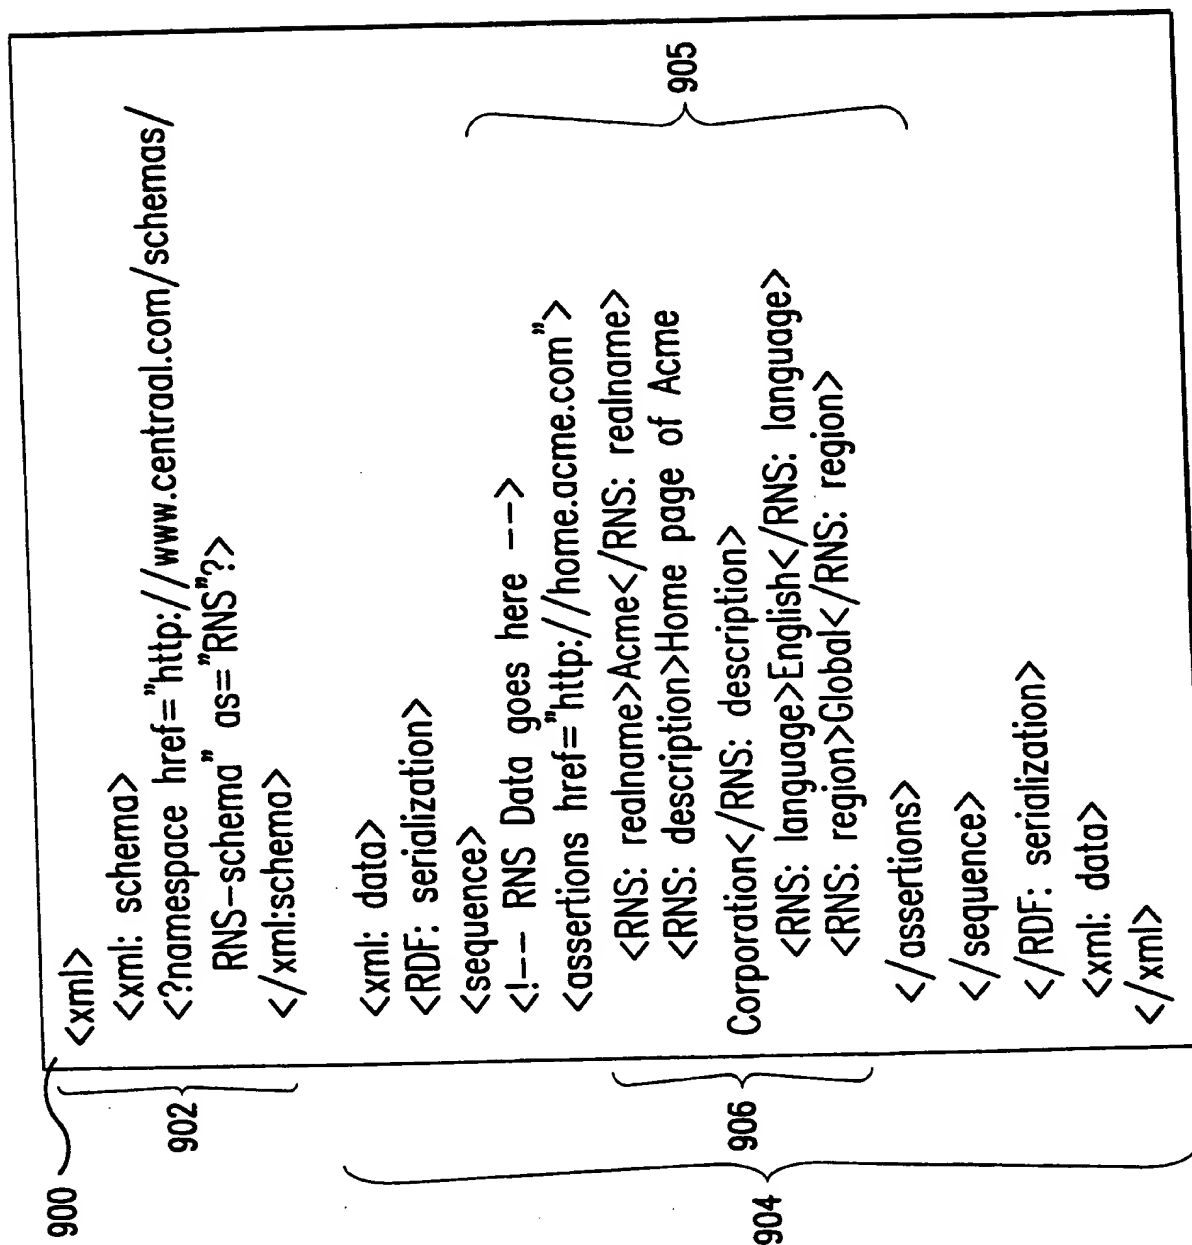 900
902
<xml>
<xml: schema>
<?namespace href="http://www.centraal.com/schemas/
RNS-schema" as="RNS"?>
</xml:schema>
904
<xml: data>
<RDF: serialization>
905
<sequence>
<!-- RNS Data goes here -->
<assertions href="http://home.acme.com">
906
<RNS: realname>Acme</RNS: realname>
<RNS: description>Home page of Acme
Corporation</RNS: description>
<RNS: language>English</RNS: language>
<RNS: region>Global</RNS: region>
</assertions>
</sequence>
</RDF: serialization>
<xml: data>
</xml>